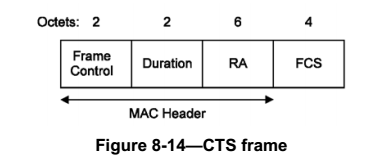 Octets: 2 2 6 4
Frame Control Duration RA FCS
MAC Header
Figure 8-14—CTS frame